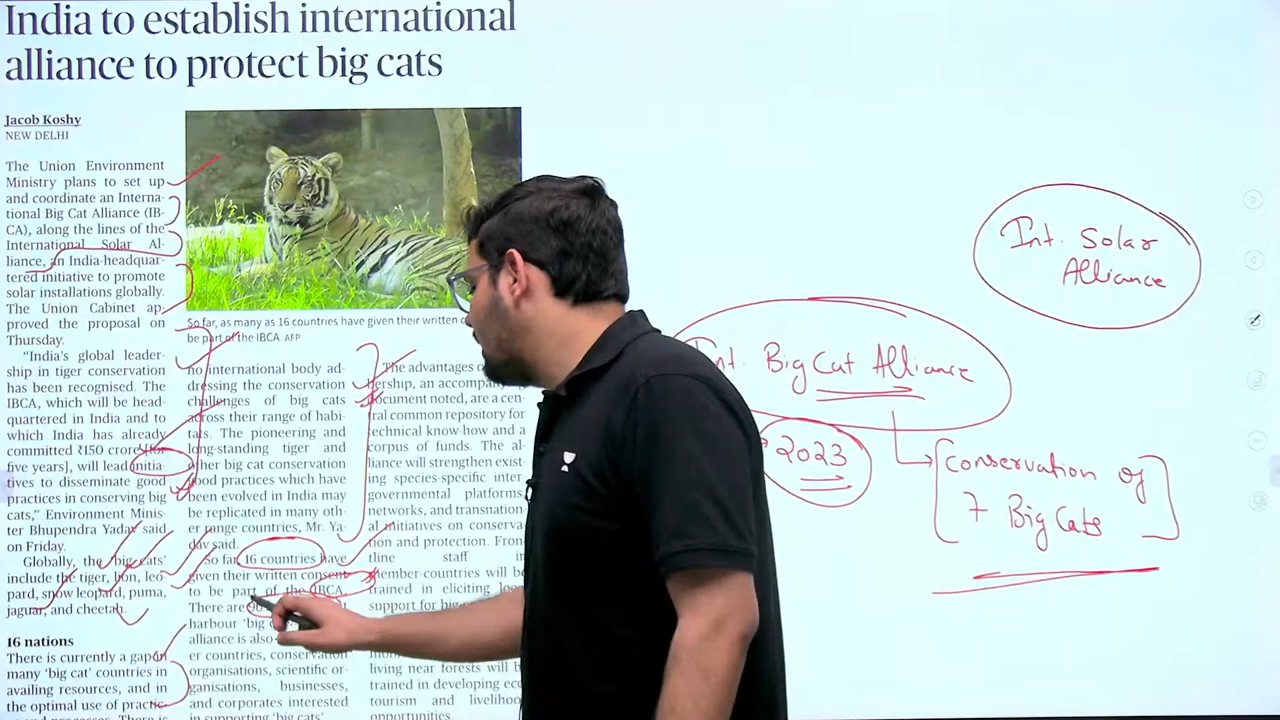 India to establish international
alliance to protect big cats
Jacob Koshy
NEW DELHI
The Union Environment
Ministry plans to set up
and coordinate an Interna-
tional Big Cat Alliance (IB-
CA), along the lines of the
International Solar Al-
liance, an India-headquar-
tered initiative to promote
solar installations globally.
The Union Cabinet ap
proved the proposal on
Thursday.
“India’s global leader-
ship in tiger conservation
has been recognised. The
IBCA, which will be head-
quartered in India and to
which India has already
committed ₹150 crore [for
five years], will lead initia-
tives to disseminate good
practices in conserving big
cats,” Environment Minis-
ter Bhupendra Yadav said
on Friday.
Globally, the ‘big cats’
include the tiger, lion, leo-
pard, snow leopard, puma,
jaguar, and cheetah.
16 nations
There is currently a gap in
many ‘big cat’ countries in
availing resources, and in
the optimal use of practic-
So far, as many as 16 countries have given their written
be part of the IBCA. AFP
no international body ad-
dressing the conservation
challenges of big cats
across their range of habi-
tats. The pioneering and
long-standing tiger and
other big cat conservation
good practices which have
been evolved in India may
be replicated in many oth-
er range countries, Mr. Ya-
dav said.
So far 16 countries have
given their written consent
to be part of the IBCA.
There are
harbour ‘big
alliance is also
er countries, conservation
organisations, scientific or-
ganisations, businesses,
and corporates interested
in supporting ‘big cats’.
The advantages
bership, an
document noted, are a cen-
tral common repository for
technical know-how and a
corpus of funds. The al-
liance will strengthen exist-
ing species-specific inter-
governmental platforms,
networks, and transnation-
al initiatives on conserva-
tion and protection. Fron-
tline staff in
member countries will be
trained in eliciting
support for big
living near forests will be
trained in developing eco
tourism and
opportunities.
Int. Solar
Alliance
Int. Big Cat Alliance
2023
Conservation of
7 Big Cats